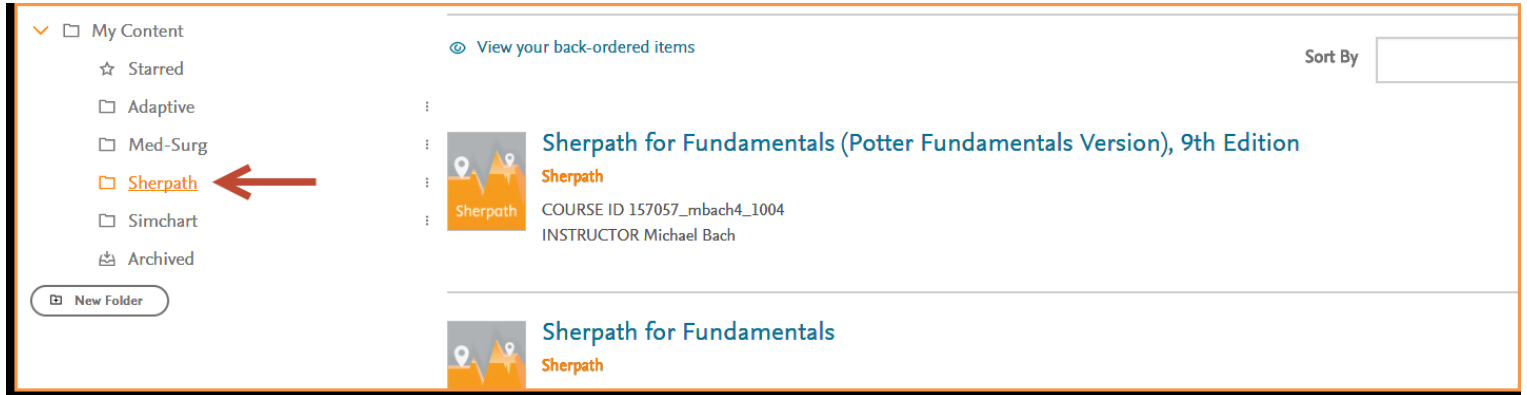 My Content
Starred
Adaptive
Med-Surg
Sherpath
Simchart
Archived
New Folder
View your back-ordered items
Sort By
Sherpath
Sherpath for Fundamentals (Potter Fundamentals Version), 9th Edition
Sherpath
COURSE ID 157057_mbach4_1004
INSTRUCTOR Michael Bach
Sherpath for Fundamentals
Sherpath